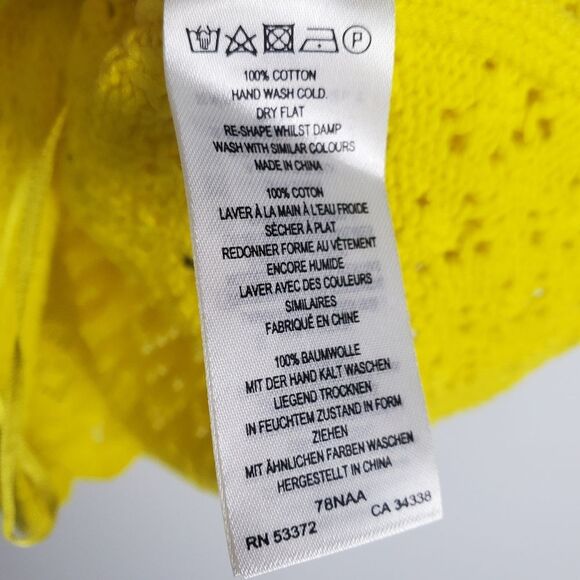 P
100% COTTON
HAND WASH COLD.
DRY FLAT
RE-SHAPE WHILST DAMP
WASH WITH SIMILAR COLOURS
MADE IN CHINA
100% COTON
LAVER À LA MAIN À L'EAU FROIDE
SÈCHER À PLAT
REDONNER FORME AU VÊTEMENT
ENCORE HUMIDE
LAVER AVEC DES COULEURS
SIMILAIRES
FABRIQUÉ EN CHINE
100% BAUMWOLLE
MIT DER HAND KALT WASCHEN
LIEGEND TROCKNEN
IN FEUCHTEM ZUSTAND IN FORM
ZIEHEN
MIT ÄHNLICHEN FARBEN WASCHEN
HERGESTELLT IN CHINA
78NAA
RN 53372 CA 34338